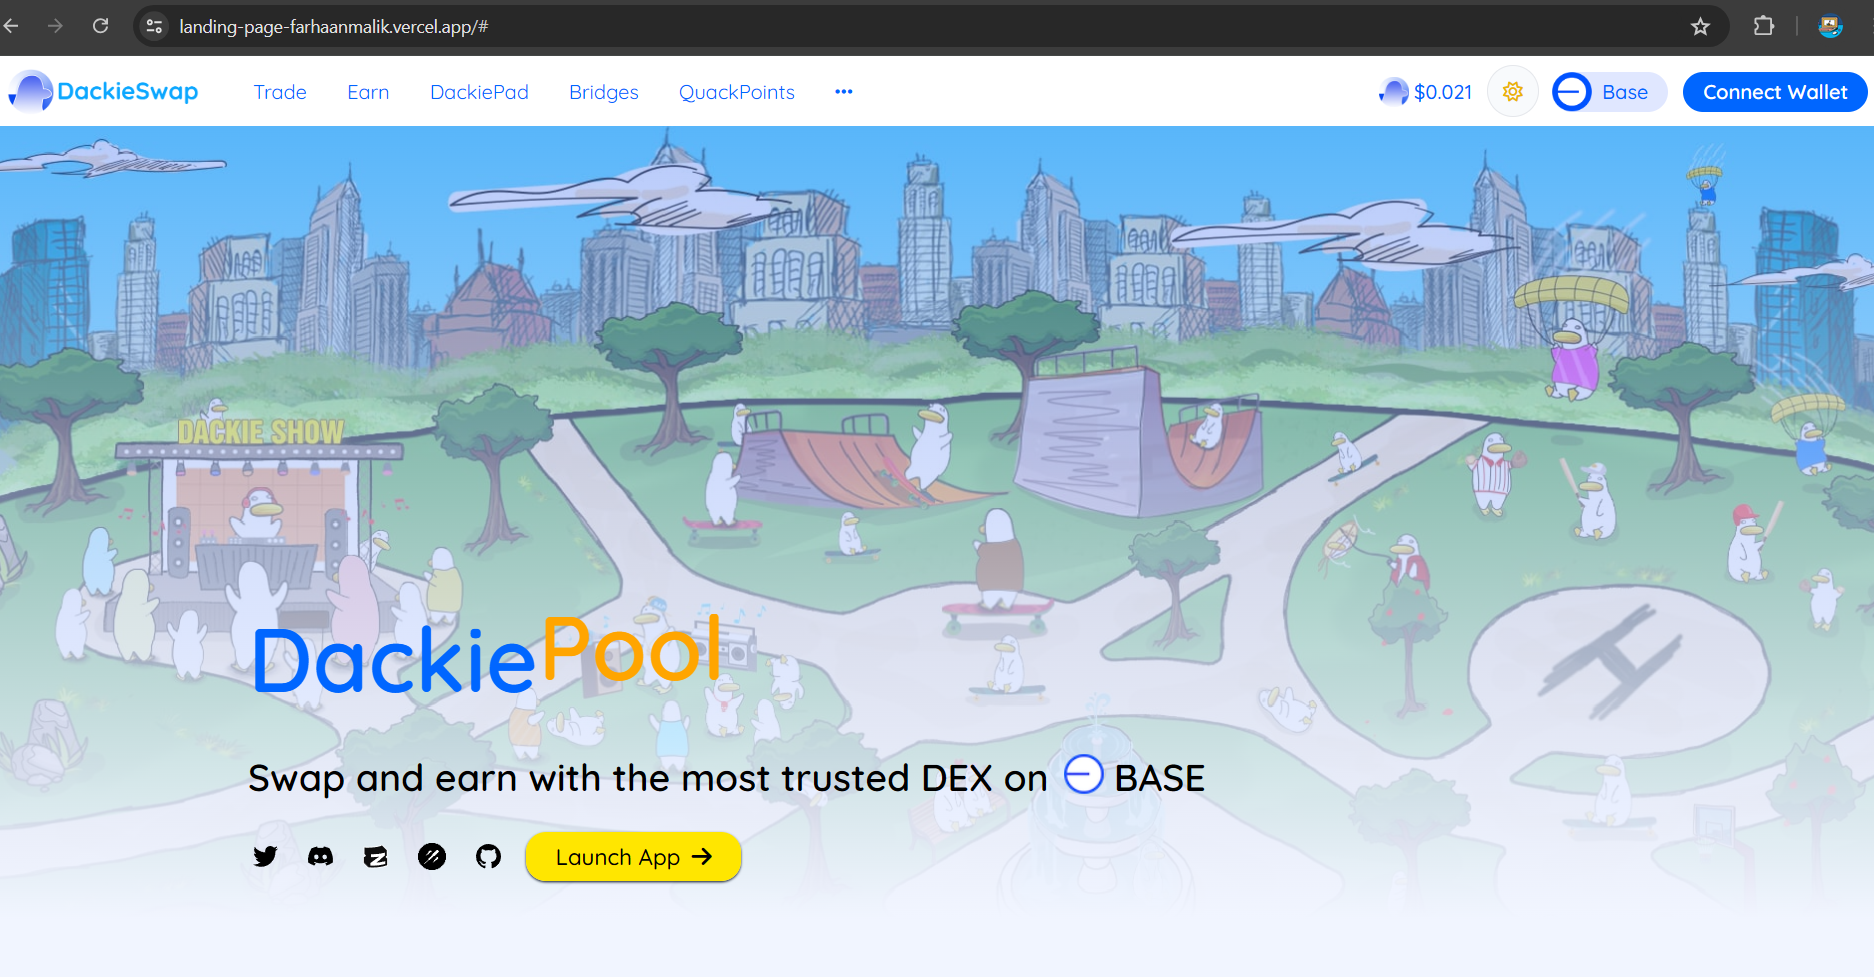 landing-page-farhaanmalik.vercel.app/#
DackieSwap Trade Earn DackiePad Bridges QuackPoints ••• $0.021 Base Connect Wallet
DACKIE SHOW
DackiePool
Swap and earn with the most trusted DEX on BASE
Launch App →